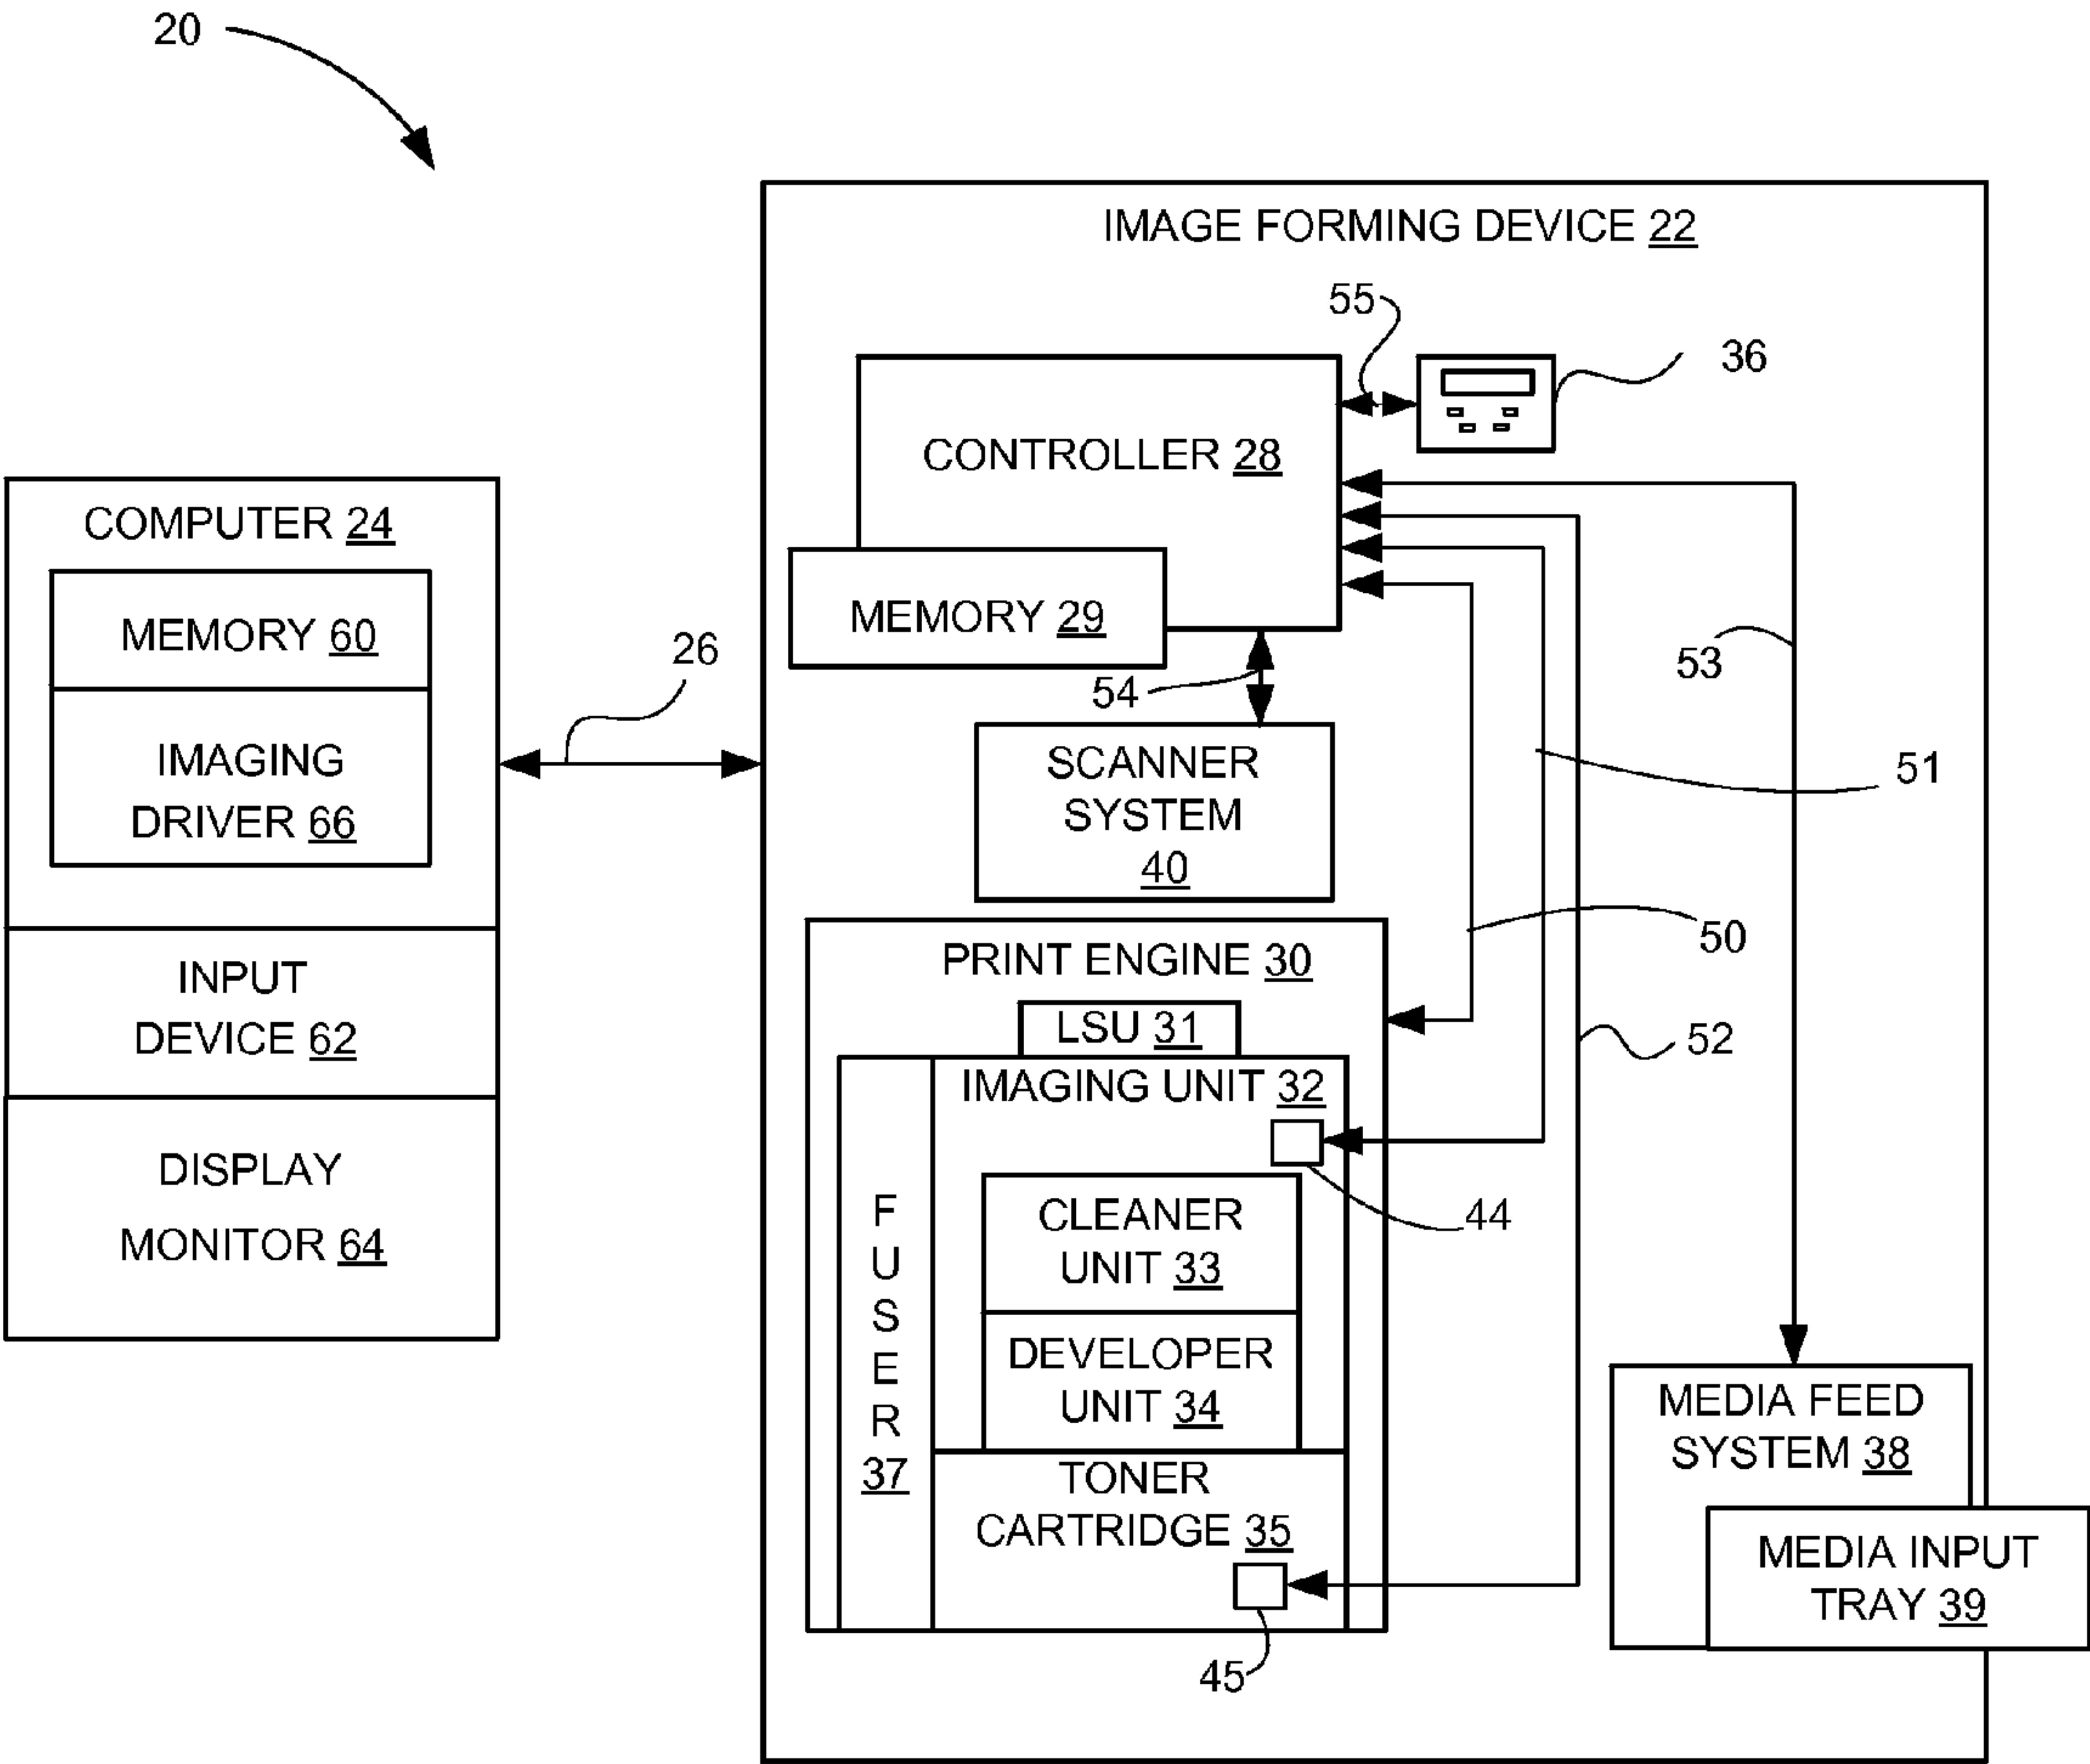 20
IMAGE FORMING DEVICE 22
55
36
CONTROLLER 28
MEMORY 29
54
53
51
SCANNER
SYSTEM
40
50
52
PRINT ENGINE 30
LSU 31
IMAGING UNIT 32
44
CLEANER
UNIT 33
DEVELOPER
UNIT 34
F
U
S
E
R
37
TONER
CARTRIDGE 35
45
MEDIA FEED
SYSTEM 38
MEDIA INPUT
TRAY 39
26
COMPUTER 24
MEMORY 60
IMAGING
DRIVER 66
INPUT
DEVICE 62
DISPLAY
MONITOR 64